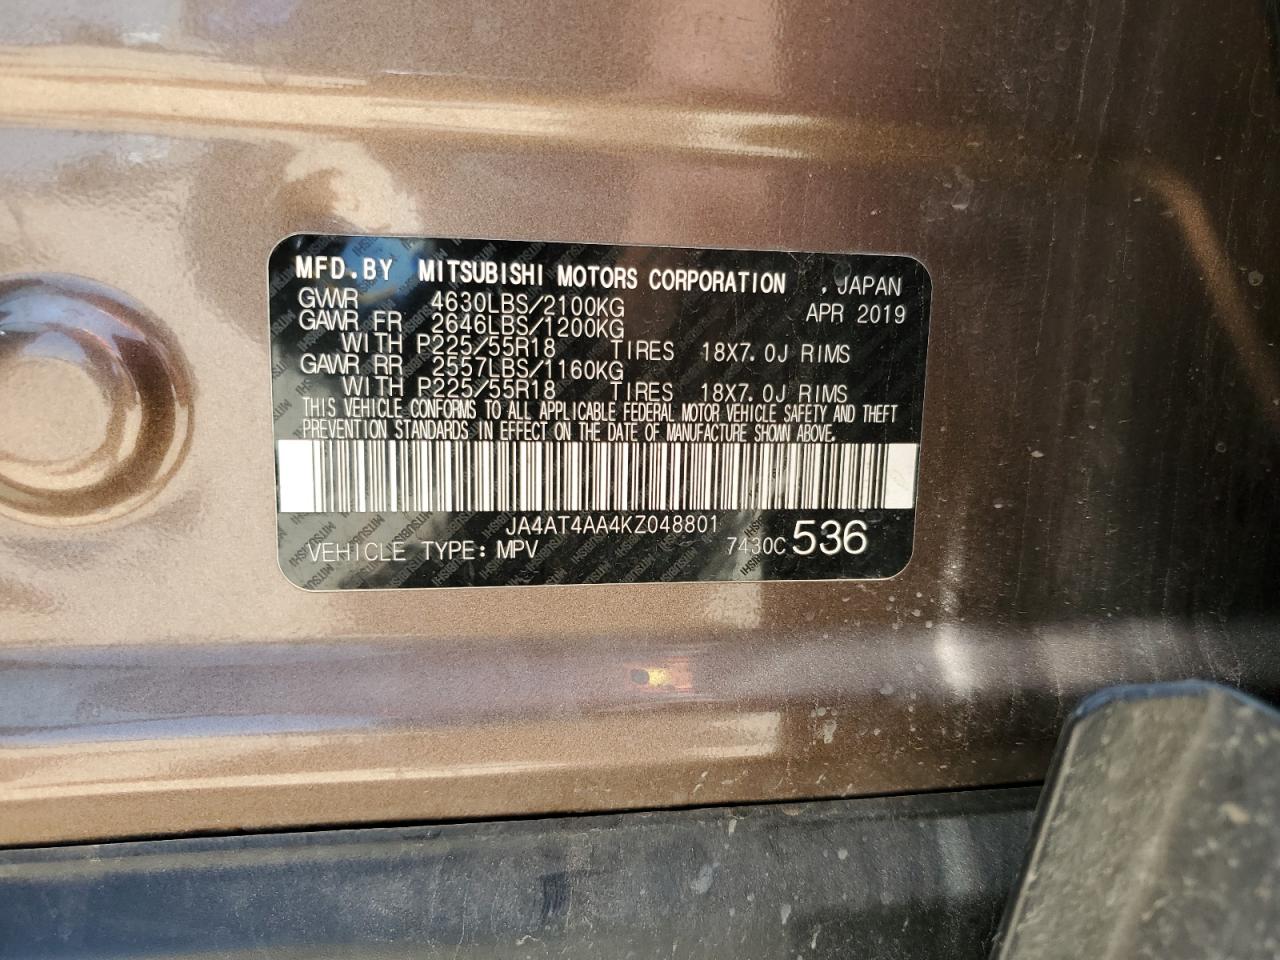 MFD.BY MITSUBISHI MOTORS CORPORATION , JAPAN
GVWR 4630LBS/2100KG APR 2019
GAWR FR 2646LBS/1200KG
WITH P225/55R18 TIRES 18X7.0J RIMS
GAWR RR 2557LBS/1160KG
WITH P225/55R18 TIRES 18X7.0J RIMS
THIS VEHICLE CONFORMS TO ALL APPLICABLE FEDERAL MOTOR VEHICLE SAFETY AND THEFT
PREVENTION STANDARDS IN EFFECT ON THE DATE OF MANUFACTURE SHOWN ABOVE.
JA4AT4AA4KZ048801
VEHICLE TYPE: MPV 7430C 536